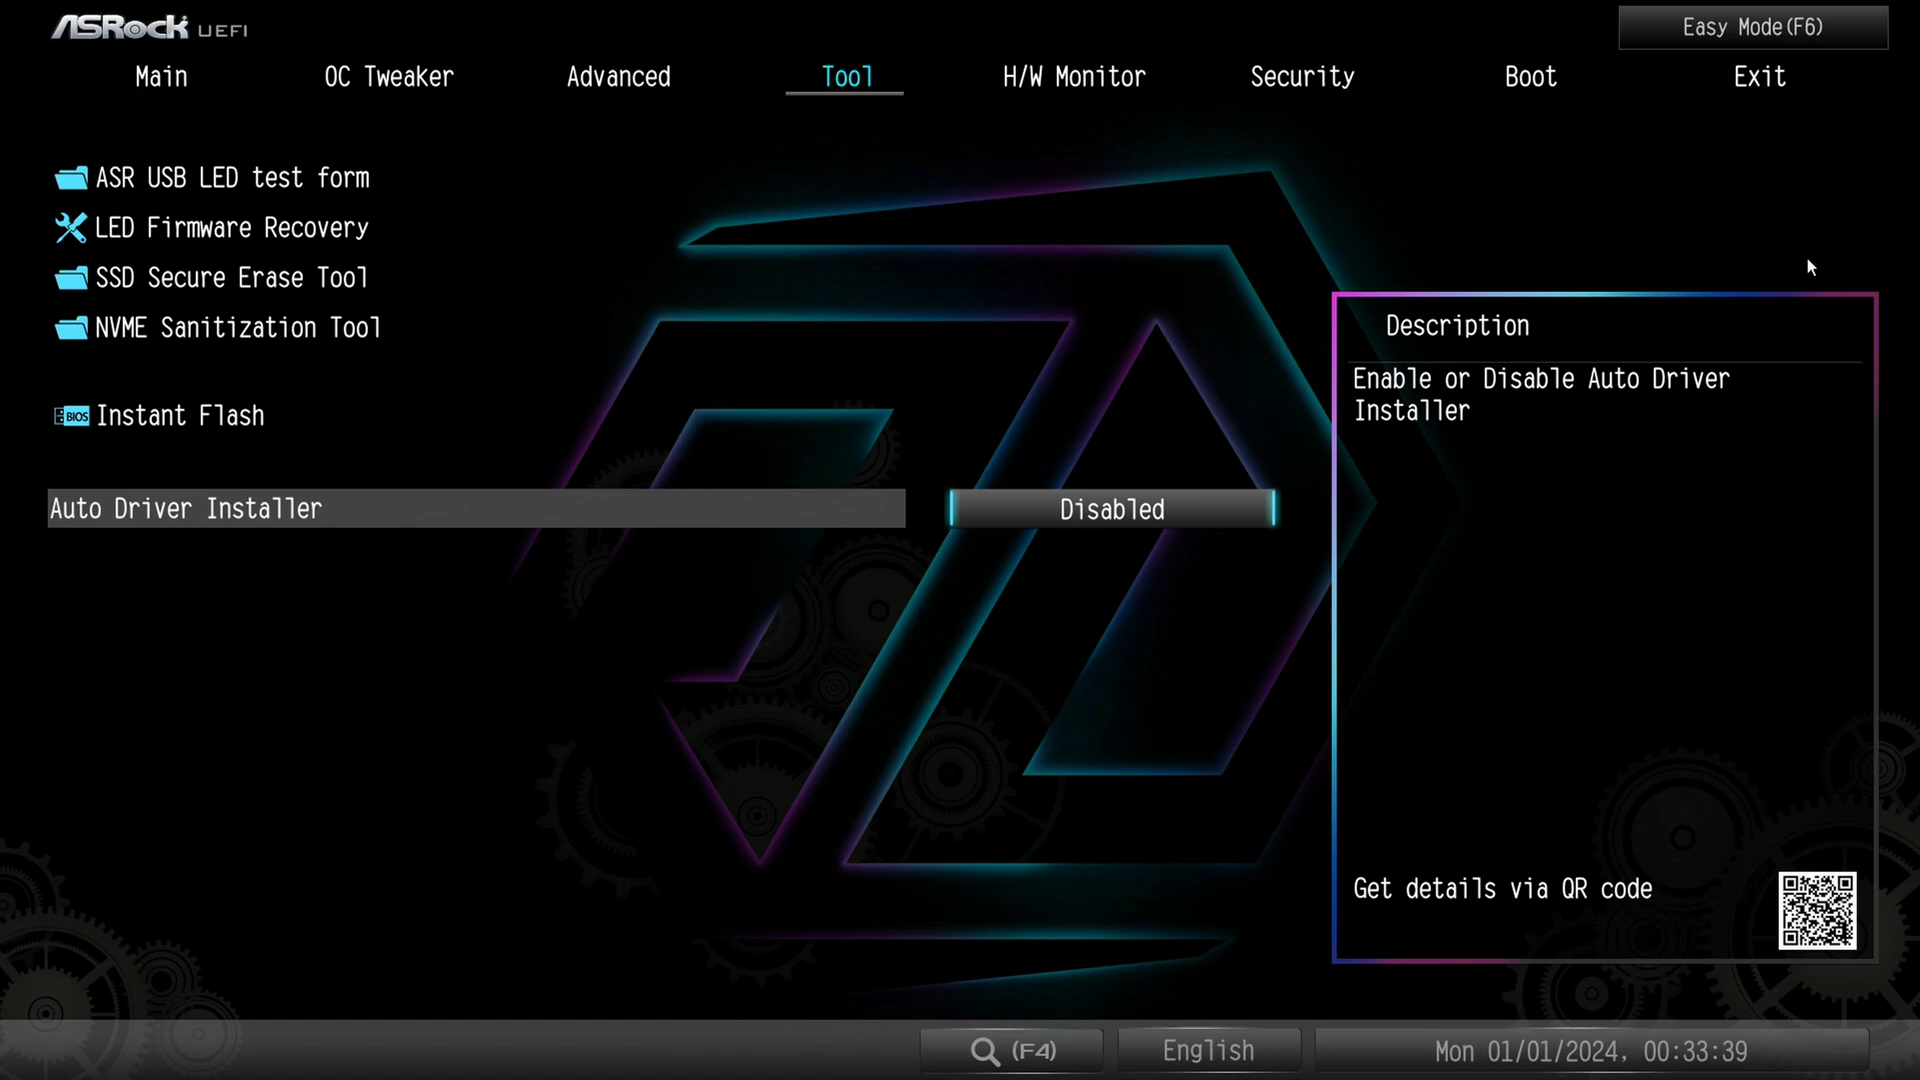 ASRock UEFI
Easy Mode(F6)
Main OC Tweaker Advanced Tool H/W Monitor Security Boot Exit
ASR USB LED test form
LED Firmware Recovery
SSD Secure Erase Tool
NVME Sanitization Tool
BIOS Instant Flash
Auto Driver Installer Disabled
Description
Enable or Disable Auto Driver
Installer
Get details via QR code
(F4) English Mon 01/01/2024, 00:33:39